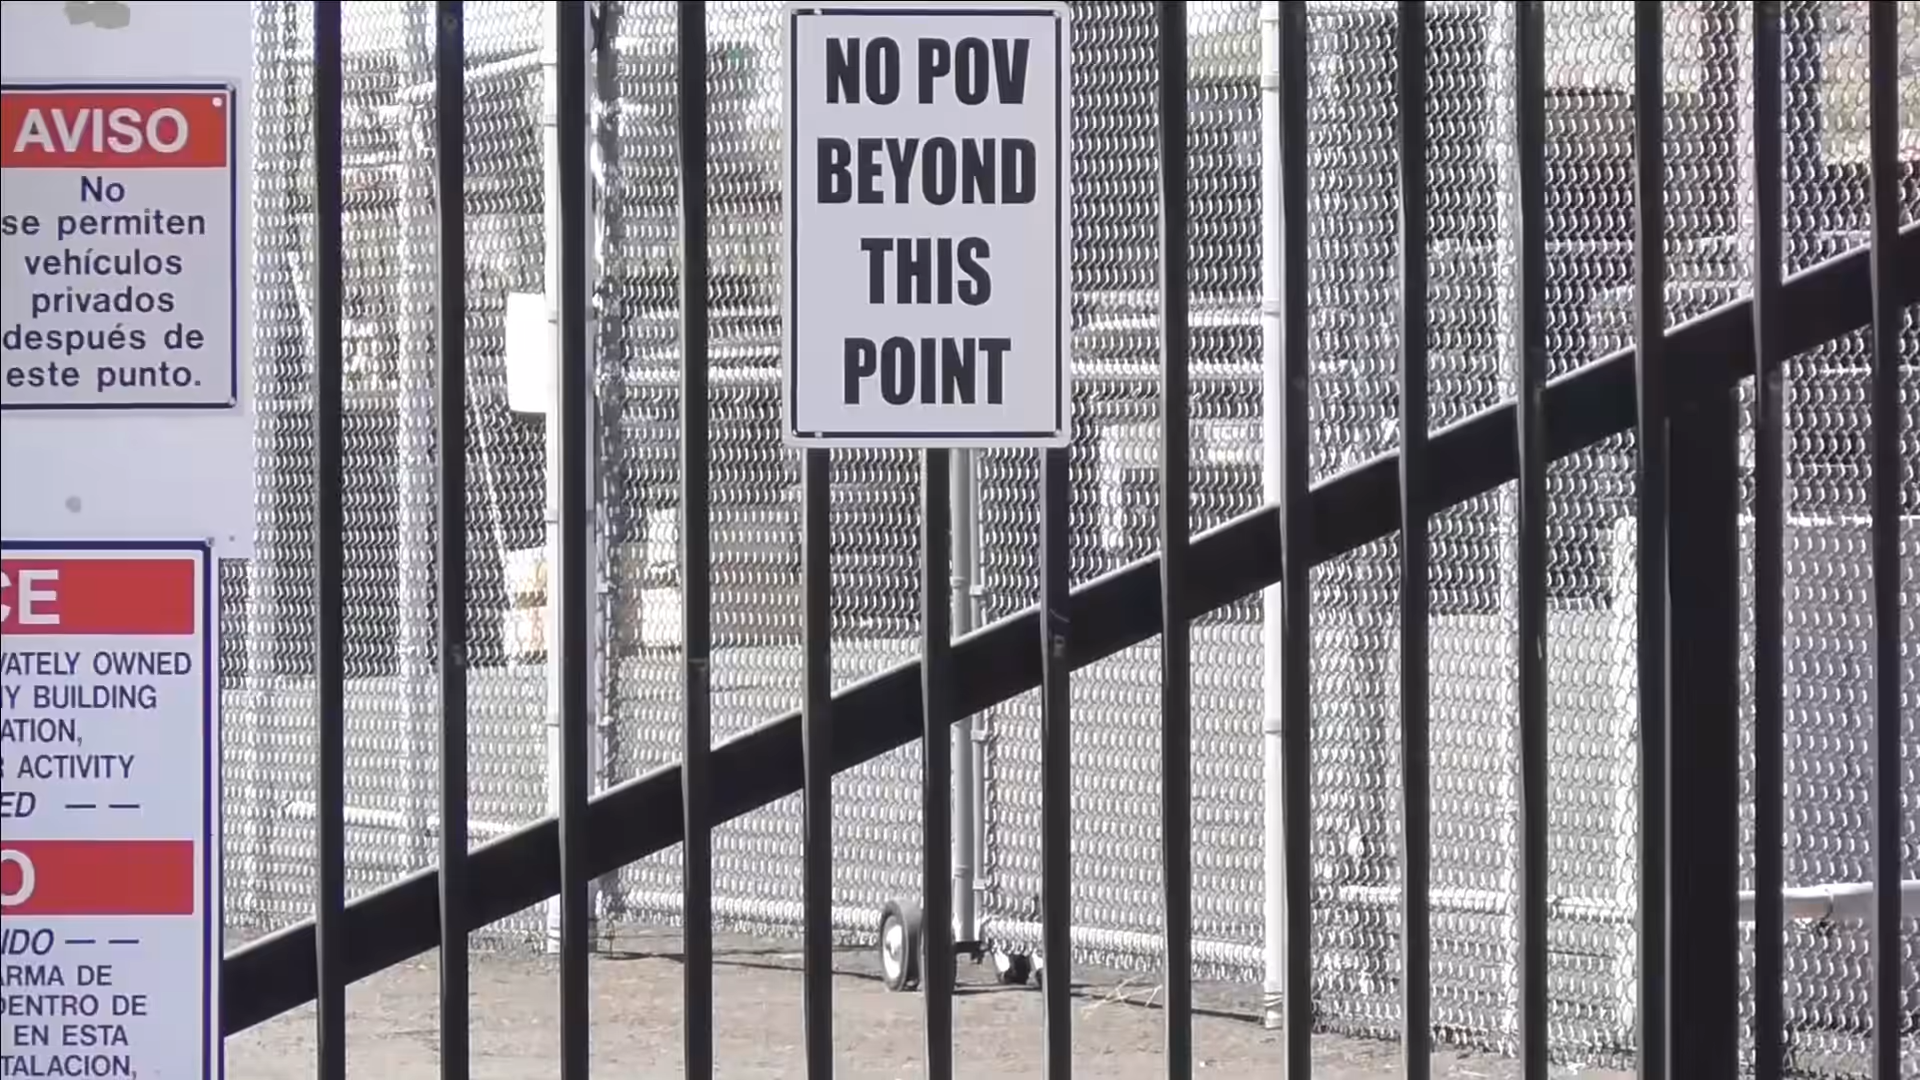 AVISO
No
se permiten
vehículos
privados
después de
este punto.
NO POV
BEYOND
THIS
POINT
CE
VATELY OWNED
Y BUILDING
ATION,
R ACTIVITY
ED — —
O
IDO — —
ARMA DE
DENTRO DE
EN ESTA
TALACION,